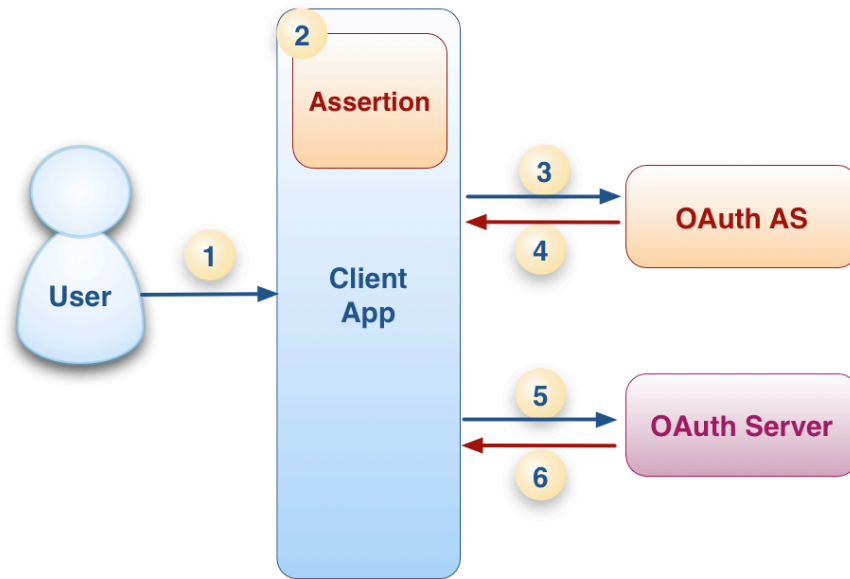 2
Assertion
3
OAuth AS
4
1
User
Client
App
5
OAuth Server
6